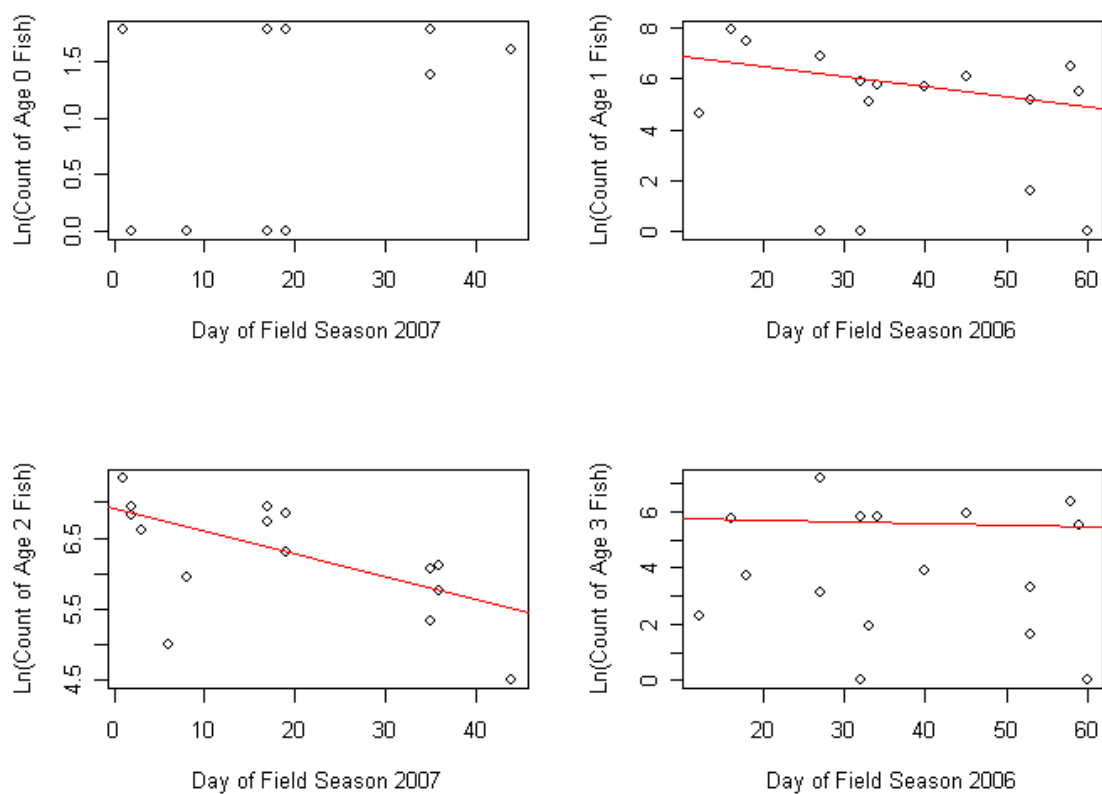 Ln(Count of Age 0 Fish)
0.0 0.5 1.0 1.5
0 10 20 30 40
Day of Field Season 2007
Ln(Count of Age 1 Fish)
0 2 4 6 8
20 30 40 50 60
Day of Field Season 2006
Ln(Count of Age 2 Fish)
4.5 5.5 6.5
0 10 20 30 40
Day of Field Season 2007
Ln(Count of Age 3 Fish)
0 2 4 6
20 30 40 50 60
Day of Field Season 2006